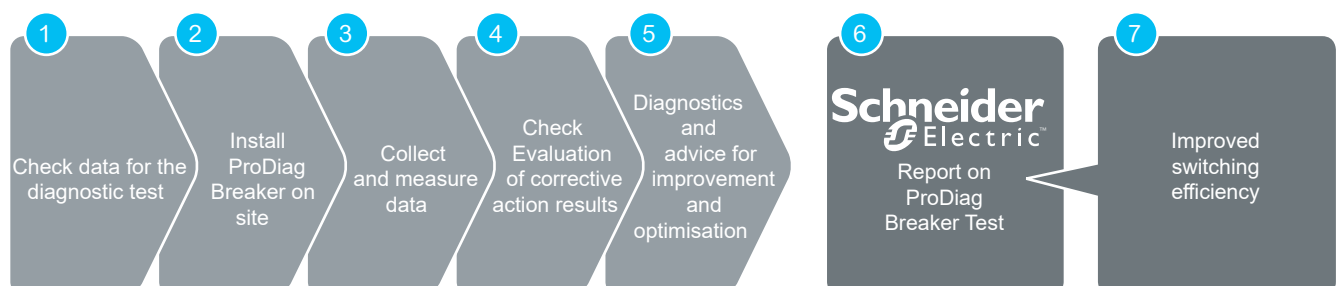 1
Check data for the
diagnostic test
2
Install
ProDiag
Breaker on
site
3
Collect
and measure
data
4
Check
Evaluation
of corrective
action results
5
Diagnostics
and
advice for
improvement
and
optimisation
6
Schneider
Electric™
Report on
ProDiag
Breaker Test
7
Improved
switching
efficiency